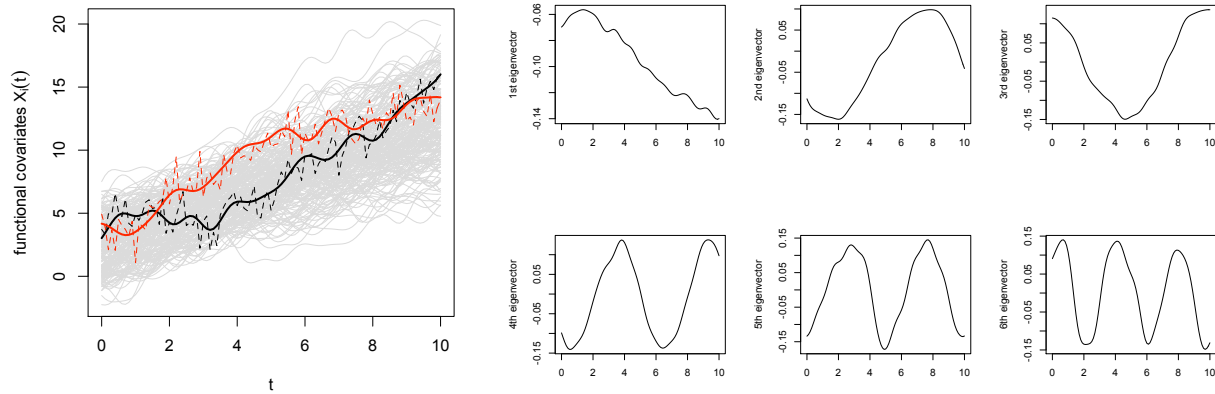 functional covariates Xᵢ(t)
20
15
10
5
0
0 2 4 6 8 10
t
1st eigenvector
-0.06
-0.10
-0.14
0 2 4 6 8 10
2nd eigenvector
0.05
-0.05
-0.15
0 2 4 6 8 10
3rd eigenvector
0.05
-0.05
-0.15
0 2 4 6 8 10
4th eigenvector
0.15
0.05
-0.05
-0.15
0 2 4 6 8 10
5th eigenvector
0.15
0.05
-0.05
-0.15
0 2 4 6 8 10
6th eigenvector
0.15
0.05
-0.05
-0.15
0 2 4 6 8 10